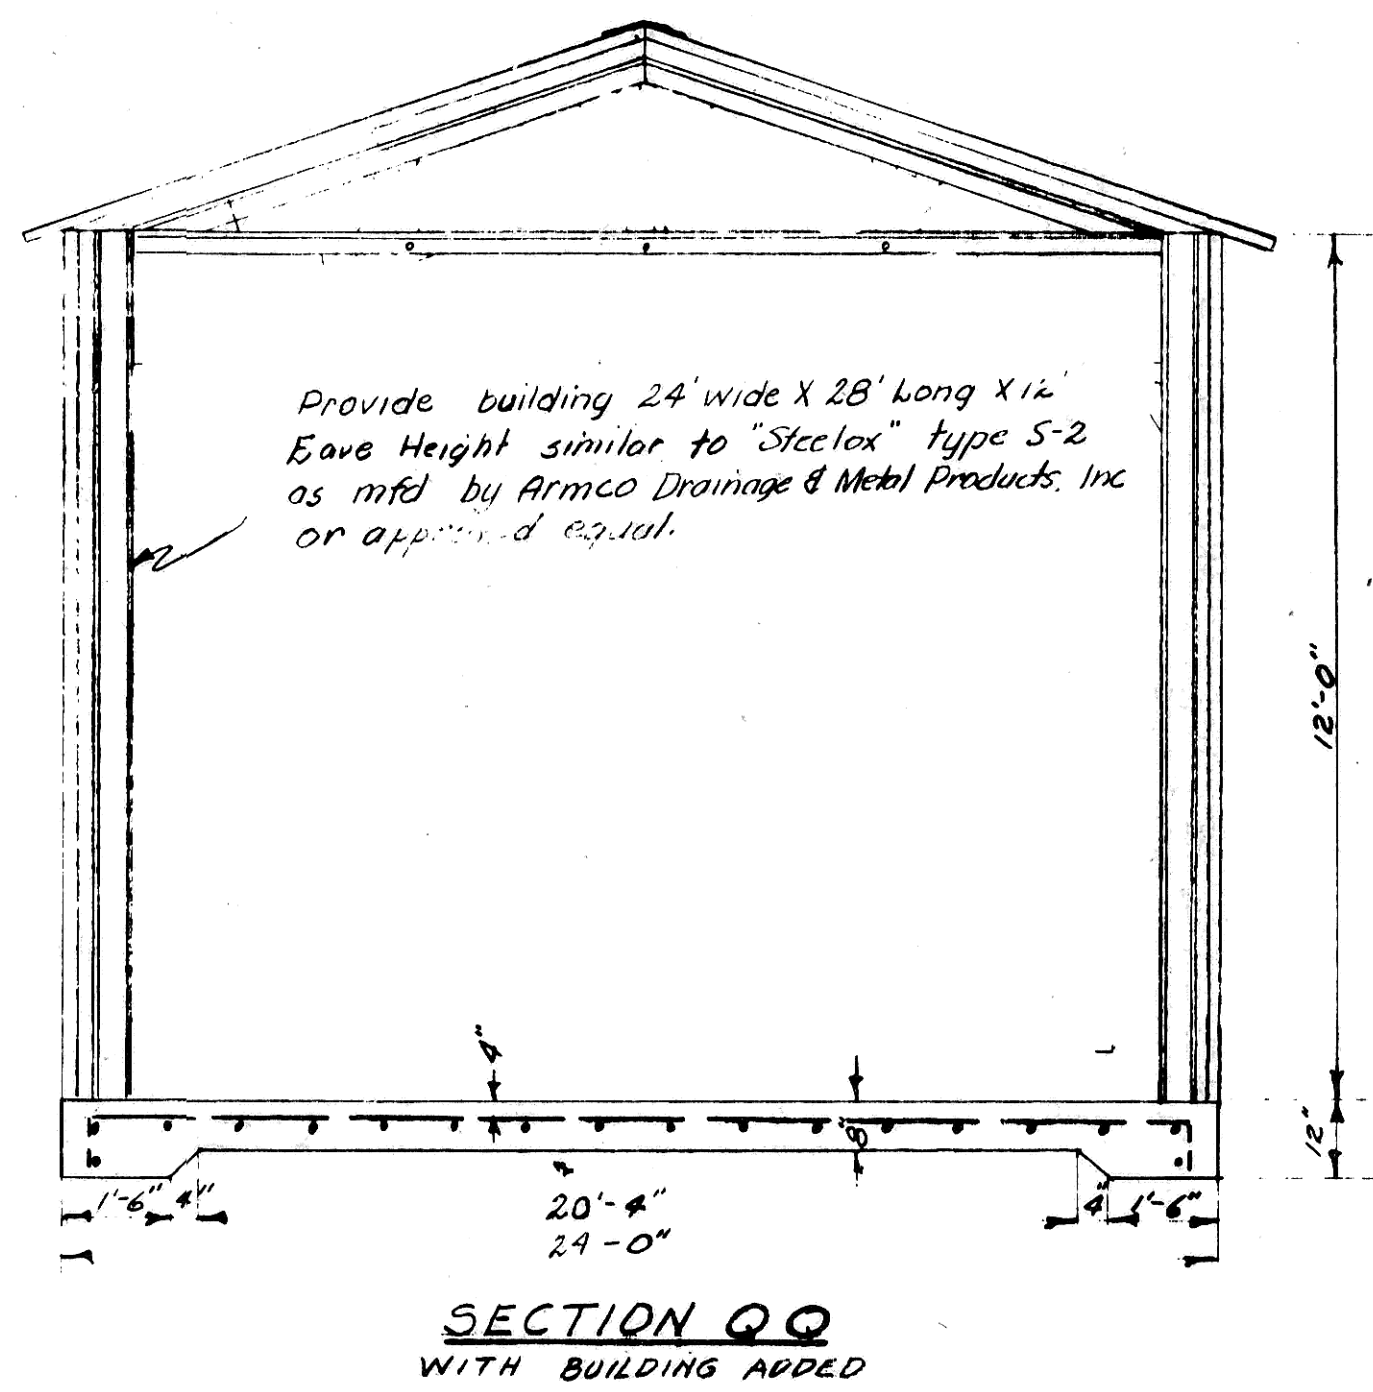 Provide building 24' wide X 28' Long X 12'
Eave Height similar to "Steelox" type S-2
as mfd by Armco Drainage & Metal Products, Inc
or approved equal.
12'-0"
4"
8"
12"
1'-6" 4" 4" 1'-6"
20'-4"
24-0"
SECTION QQ
WITH BUILDING ADDED